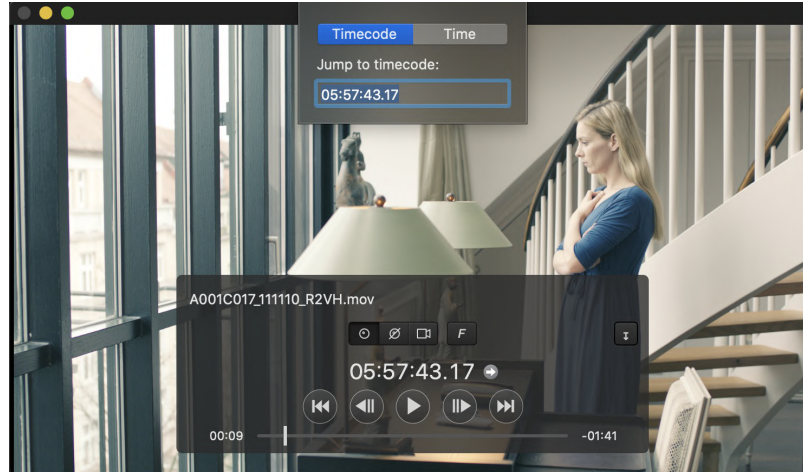 Timecode Time
Jump to timecode:
05:57:43.17
A001C017_111110_R2VH.mov
F
05:57:43.17
00:09 -01:41